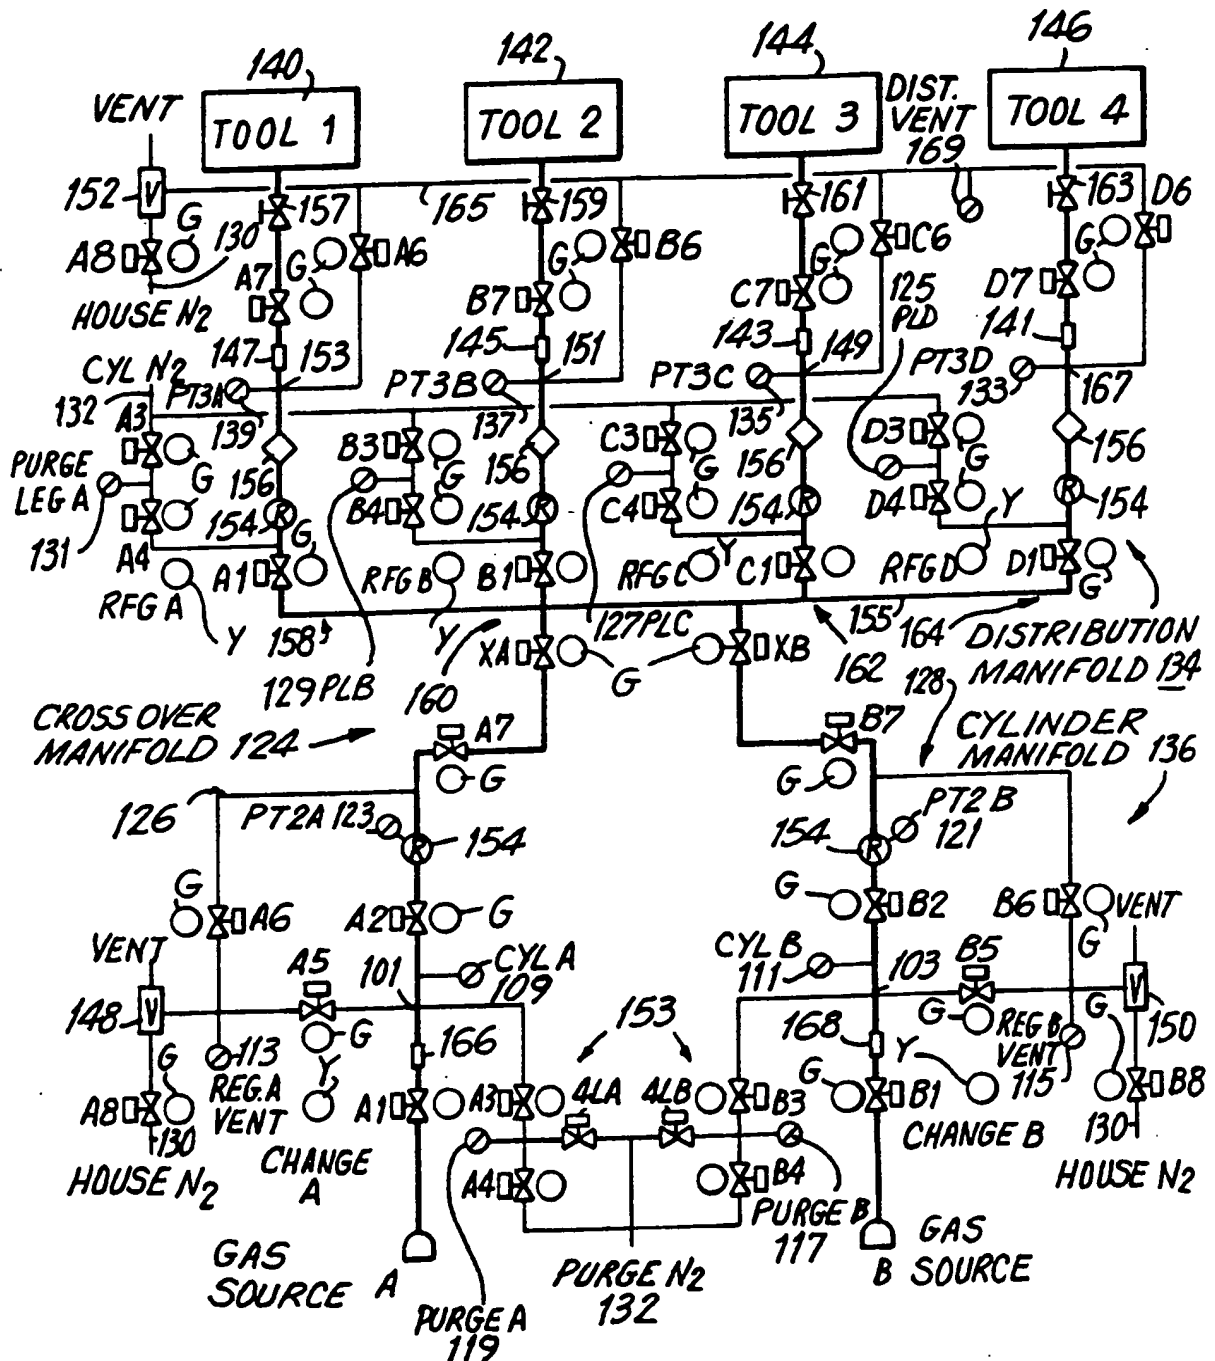 140
142
144
146
VENT
TOOL 1
TOOL 2
TOOL 3
DIST.
VENT
169
TOOL 4
152
V
G
130
157
165
159
161
163
D6
A8
A7
G
A6
G
B6
G
C6
G
HOUSE N2
B7
C7
125
PLD
D7
147
153
145
151
143
149
141
CYL N2
132
PT3A
PT3B
PT3C
PT3D
133
167
A3
139
B3
137
C3
135
D3
PURGE
LEG A
G
156
G
156
G
156
G
156
131
A4
154
R
G
B4
154
R
C4
154
R
D4
Y
R
154
RFG A
A1
RFG B
B1
RFG C
Y
C1
RFG D
D1
G
Y
158
Y
127 PLC
155
164
DISTRIBUTION
MANIFOLD 134
129 PLB
160
XA
G
XB
162
128
CROSS OVER
MANIFOLD 124
A7
B7
CYLINDER
MANIFOLD 136
G
G
126
PT2A 123
R
154
154
R
PT2 B
121
G
A6
A2
G
G
B2
B6
G
VENT
VENT
A5
101
CYL A
109
CYL B
111
103
B5
148
V
G
113
REG. A
VENT
G
Y
166
153
168
Y
G
REG B
VENT
115
G
V
150
A8
130
A1
A3
4LA
4LB
B3
G
B1
130
B8
HOUSE N2
CHANGE
A
A4
B4
CHANGE B
HOUSE N2
GAS
SOURCE A
PURGE A
119
PURGE N2
132
PURGE B
117
B
GAS
SOURCE